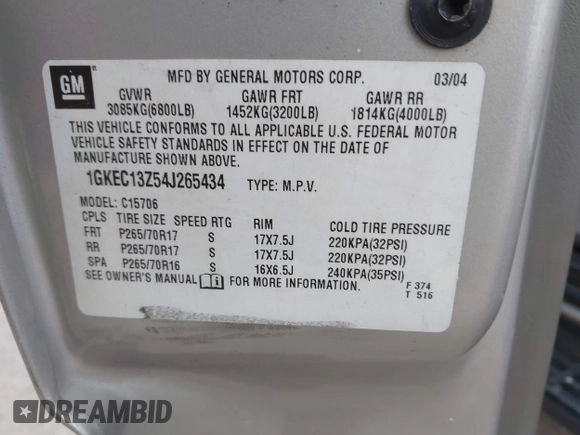 GM
MFD BY GENERAL MOTORS CORP. 03/04
GVWR GAWR FRT GAWR RR
3085KG(6800LB) 1452KG(3200LB) 1814KG(4000LB)
THIS VEHICLE CONFORMS TO ALL APPLICABLE U.S. FEDERAL MOTOR
VEHICLE SAFETY STANDARDS IN EFFECT ON THE DATE OF
MANUFACTURE SHOWN ABOVE.
1GKEC13Z54J265434 TYPE: M.P.V.
MODEL: C15706
CPLS TIRE SIZE SPEED RTG RIM COLD TIRE PRESSURE
FRT P265/70R17 S 17X7.5J 220KPA(32PSI)
RR P265/70R17 S 17X7.5J 220KPA(32PSI)
SPA P265/70R16 S 16X6.5J 240KPA(35PSI)
SEE OWNER'S MANUAL FOR MORE INFORMATION.
F 374
T 516
DREAMBID